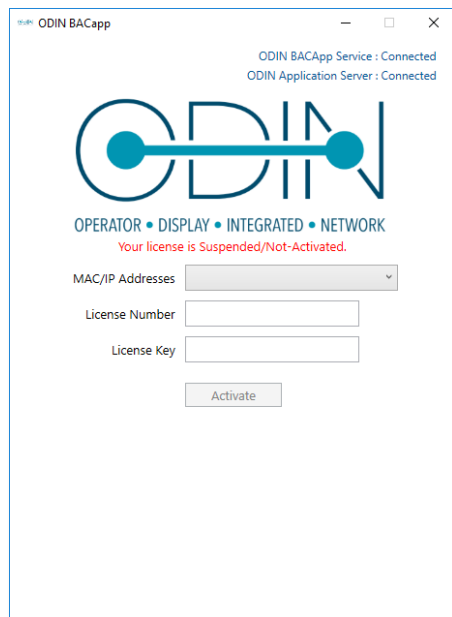 ODIN BACapp
ODIN BACApp Service : Connected
ODIN Application Server : Connected
ODIN
OPERATOR • DISPLAY • INTEGRATED • NETWORK
Your license is Suspended/Not-Activated.
MAC/IP Addresses
License Number
License Key
Activate